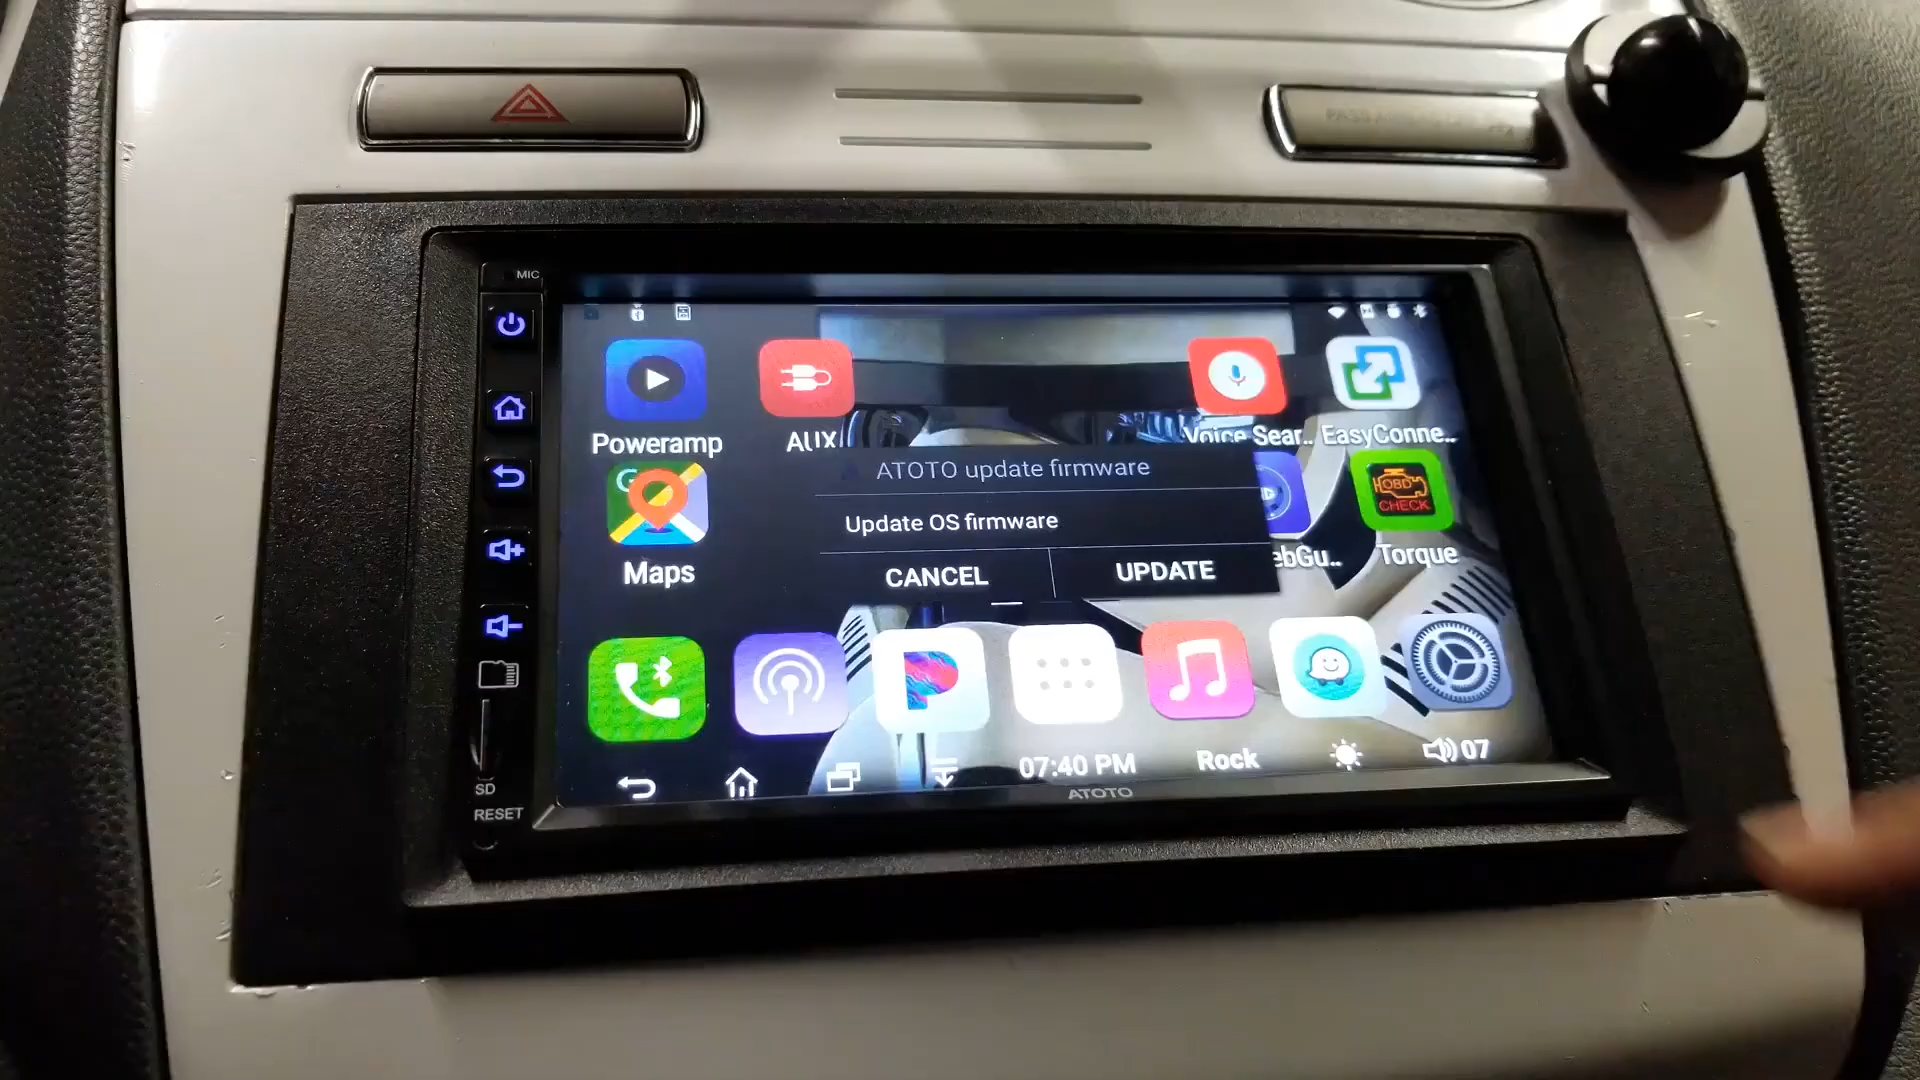 MIC
Poweramp
AUX
Voice Sear..
EasyConne..
G
ATOTO update firmware
Update OS firmware
CANCEL
UPDATE
Maps
ebGu..
OBD
CHECK
Torque
07:40 PM
Rock
07
ATOTO
SD
RESET